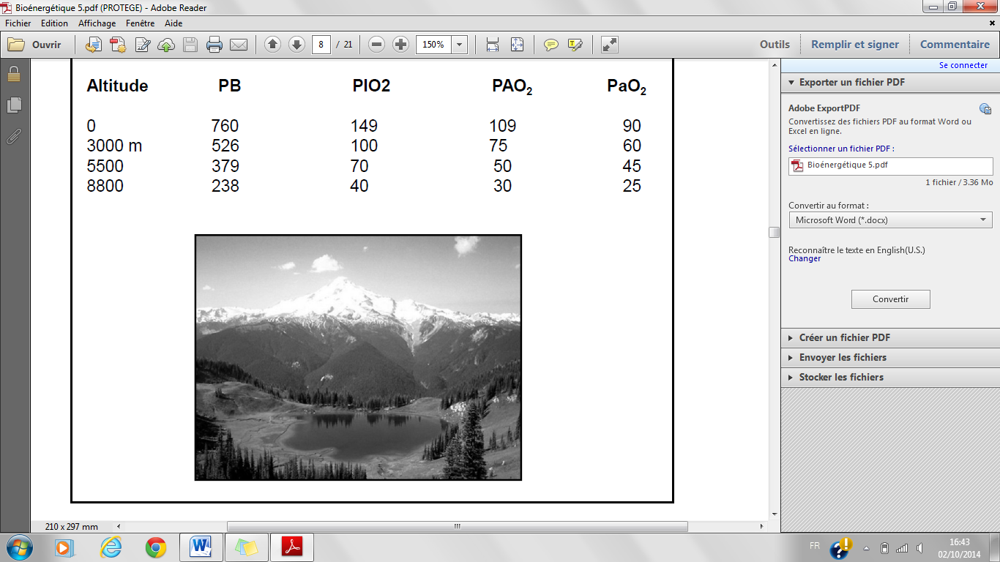 Bioénergétique 5.pdf (PROTEGE) - Adobe Reader
Fichier Edition Affichage Fenêtre Aide
Ouvrir 8 / 21 150% Outils Remplir et signer Commentaire
Se connecter
Exporter un fichier PDF
Adobe ExportPDF
Convertissez des fichiers PDF au format Word ou
Excel en ligne.
Sélectionner un fichier PDF :
Bioénergétique 5.pdf
1 fichier / 3.36 Mo
Convertir au format :
Microsoft Word (*.docx)
Reconnaître le texte en English(U.S.)
Changer
Convertir
Créer un fichier PDF
Envoyer les fichiers
Stocker les fichiers
Altitude PB PIO2 PAO₂ PaO₂
0 760 149 109 90
3000 m 526 100 75 60
5500 379 70 50 45
8800 238 40 30 25
210 x 297 mm
FR
16:43
02/10/2014